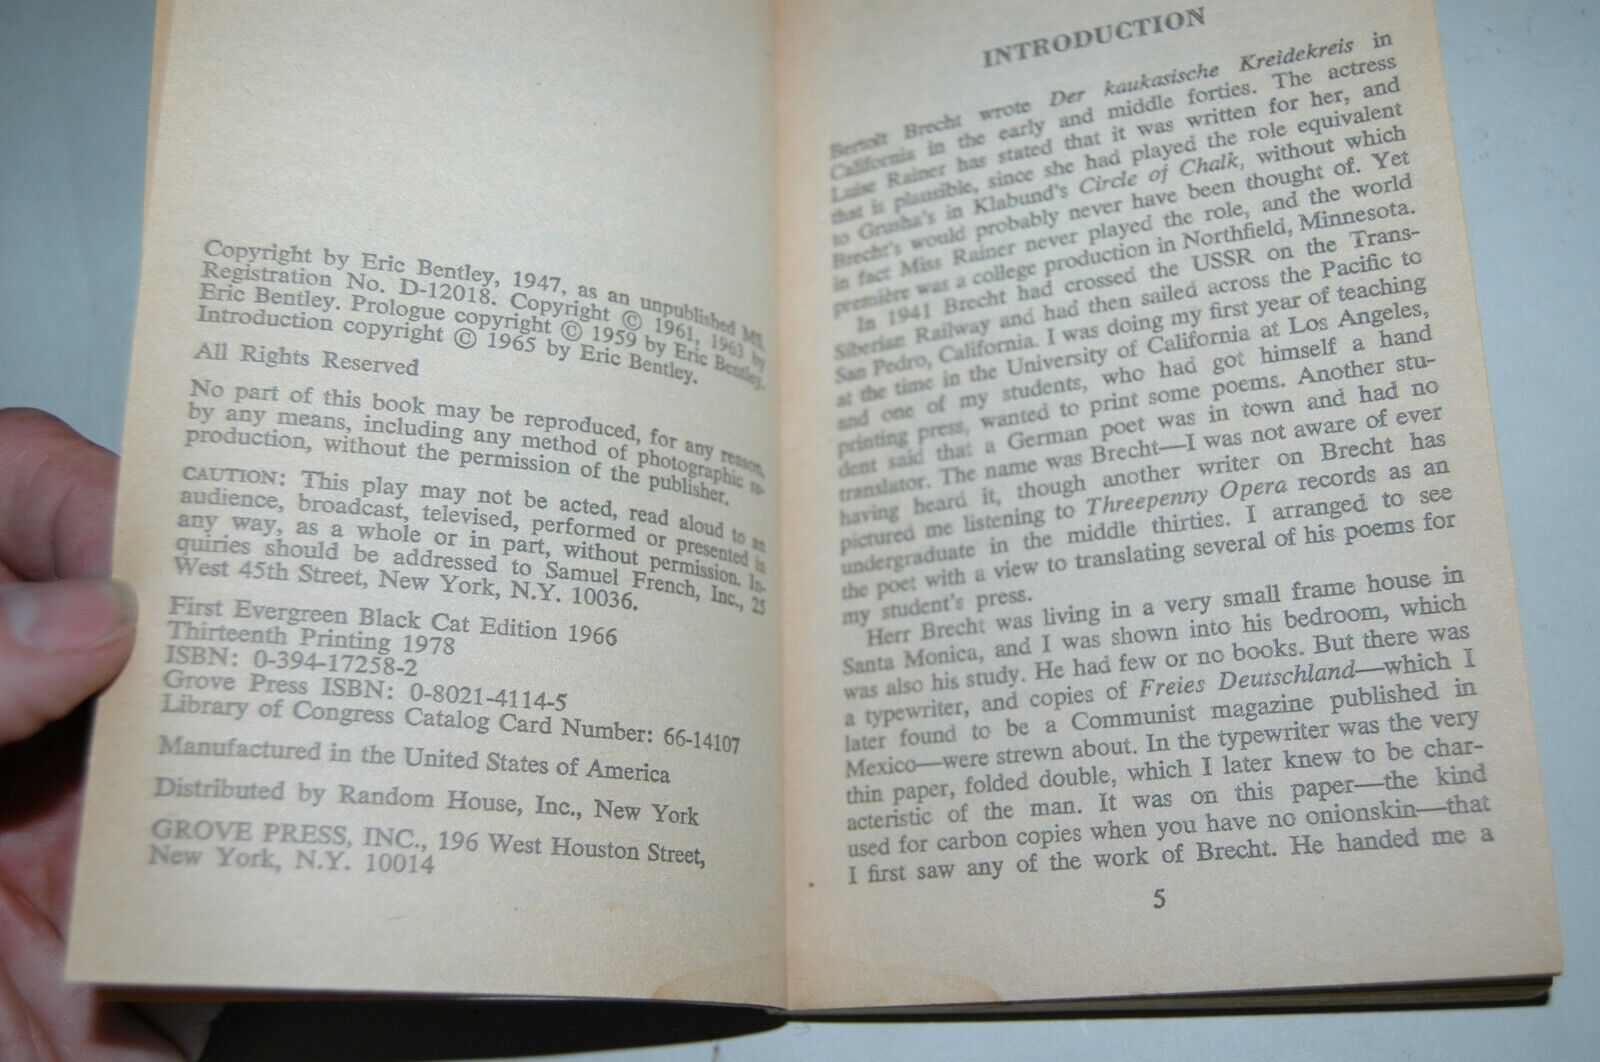 Copyright by Eric Bentley, 1947, as an unpublished MS.
Registration No. D-12018. Copyright © 1961, 1963 by
Eric Bentley. Prologue copyright © 1959 by Eric Bentley.
Introduction copyright © 1965 by Eric Bentley.
All Rights Reserved
No part of this book may be reproduced, for any reason,
by any means, including any method of photographic re-
production, without the permission of the publisher.
CAUTION: This play may not be acted, read aloud to an
audience, broadcast, televised, performed or presented in
any way, as a whole or in part, without permission. In-
quiries should be addressed to Samuel French, Inc., 25
West 45th Street, New York, N.Y. 10036.
First Evergreen Black Cat Edition 1966
Thirteenth Printing 1978
ISBN: 0-394-17258-2
Grove Press ISBN: 0-8021-4114-5
Library of Congress Catalog Card Number: 66-14107
Manufactured in the United States of America
Distributed by Random House, Inc., New York
GROVE PRESS, INC., 196 West Houston Street,
New York, N.Y. 10014
INTRODUCTION
Bertolt Brecht wrote Der kaukasische Kreidekreis in
California in the early and middle forties. The actress
Luise Rainer has stated that it was written for her, and
that is plausible, since she had played the role equivalent
to Grusha's in Klabund's Circle of Chalk, without which
Brecht's would probably never have been thought of. Yet
in fact Miss Rainer never played the role, and the world
première was a college production in Northfield, Minnesota.
In 1941 Brecht had crossed the USSR on the Trans-
Siberian Railway and had then sailed across the Pacific to
San Pedro, California. I was doing my first year of teaching
at the time in the University of California at Los Angeles,
and one of my students, who had got himself a hand
printing press, wanted to print some poems. Another stu-
dent said that a German poet was in town and had no
translator. The name was Brecht—I was not aware of ever
having heard it, though another writer on Brecht has
pictured me listening to Threepenny Opera records as an
undergraduate in the middle thirties. I arranged to see
the poet with a view to translating several of his poems for
my student's press.
Herr Brecht was living in a very small frame house in
Santa Monica, and I was shown into his bedroom, which
was also his study. He had few or no books. But there was
a typewriter, and copies of Freies Deutschland—which I
later found to be a Communist magazine published in
Mexico—were strewn about. In the typewriter was the very
thin paper, folded double, which I later knew to be char-
acteristic of the man. It was on this paper—the kind
used for carbon copies when you have no onionskin—that
I first saw any of the work of Brecht. He handed me a
5